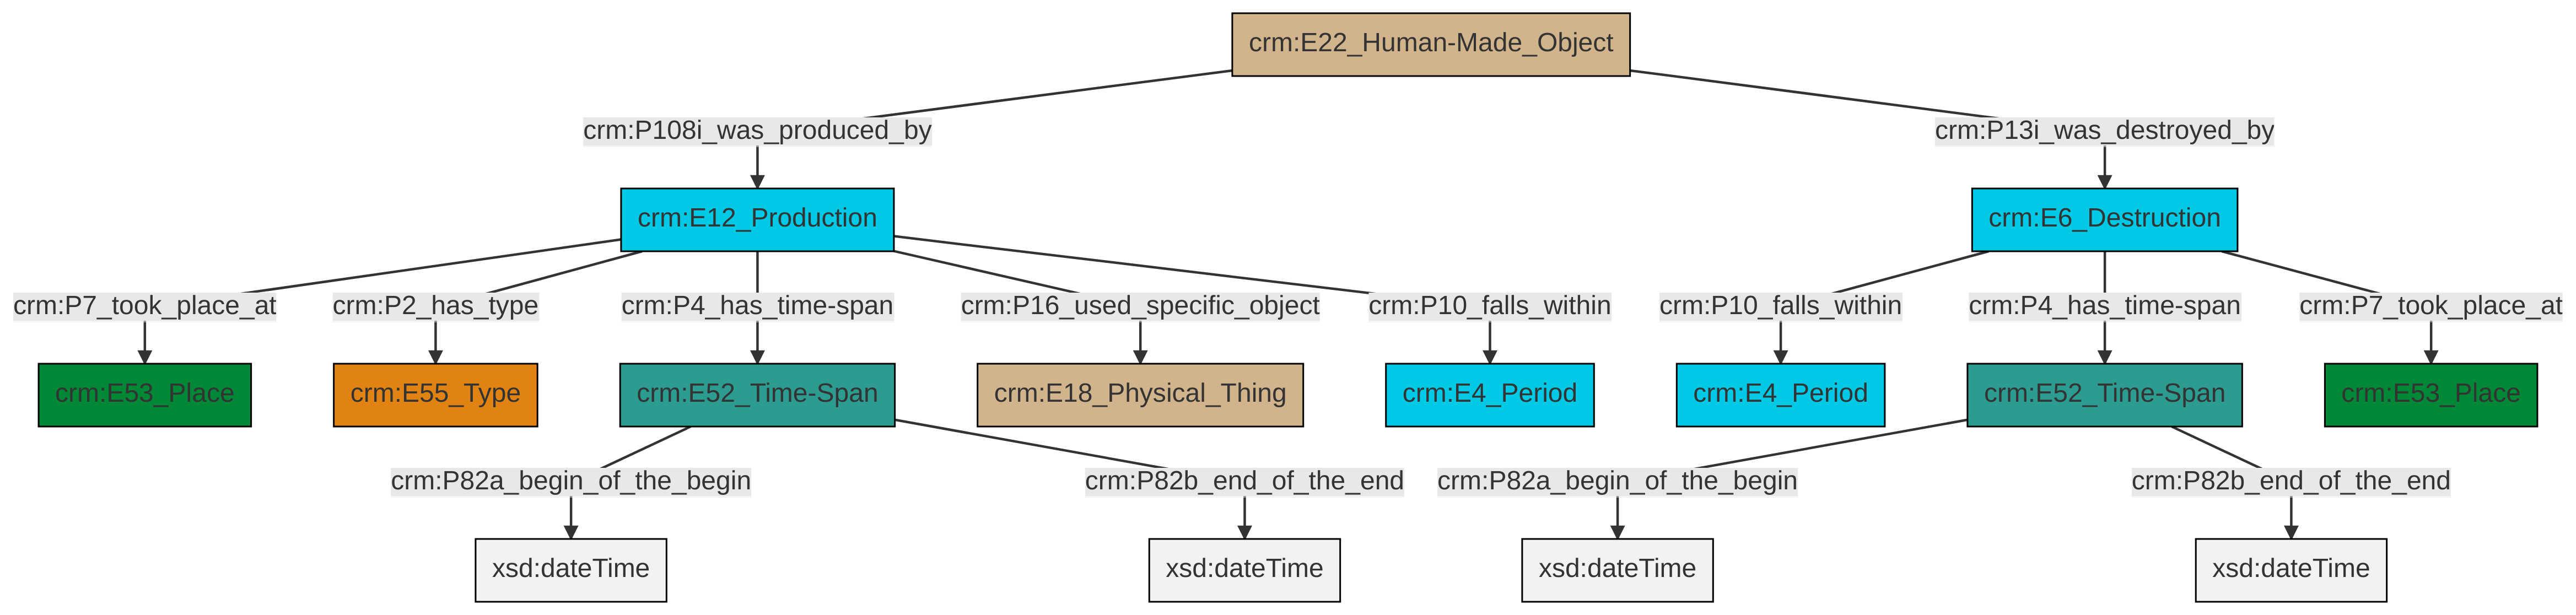 crm:E22_Human-Made_Object
crm:P108i_was_produced_by
crm:P13i_was_destroyed_by
crm:E12_Production
crm:E6_Destruction
crm:P7_took_place_at
crm:P2_has_type
crm:P4_has_time-span
crm:P16_used_specific_object
crm:P10_falls_within
crm:P10_falls_within
crm:P4_has_time-span
crm:P7_took_place_at
crm:E53_Place
crm:E55_Type
crm:E52_Time-Span
crm:E18_Physical_Thing
crm:E4_Period
crm:E4_Period
crm:E52_Time-Span
crm:E53_Place
crm:P82a_begin_of_the_begin
crm:P82b_end_of_the_end
crm:P82a_begin_of_the_begin
crm:P82b_end_of_the_end
xsd:dateTime
xsd:dateTime
xsd:dateTime
xsd:dateTime